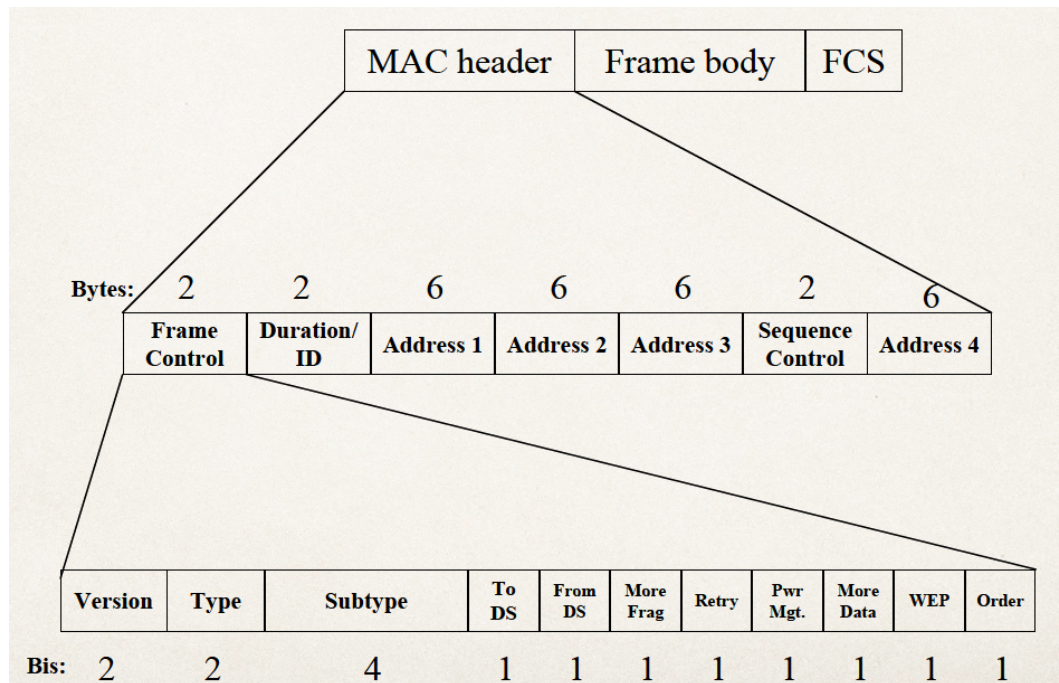 MAC header Frame body FCS
Bytes: 2 2 6 6 6 2 6
Frame Control Duration/ ID Address 1 Address 2 Address 3 Sequence Control Address 4
Version Type Subtype To DS From DS More Frag Retry Pwr Mgt. More Data WEP Order
Bis: 2 2 4 1 1 1 1 1 1 1 1